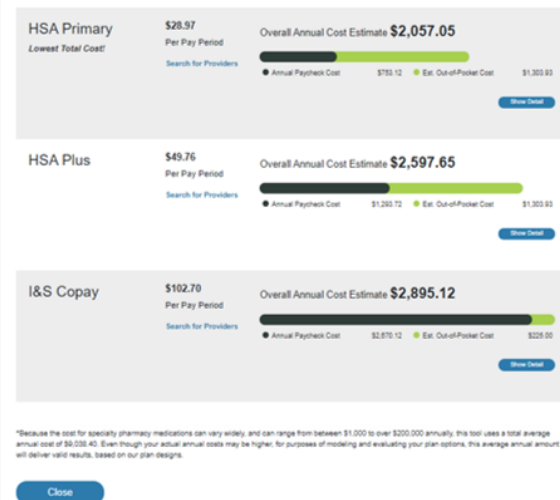 HSA Primary
Lowest Total Cost!
$28.97
Per Pay Period
Search for Providers
Overall Annual Cost Estimate $2,057.05
Annual Paycheck Cost $753.12 Est. Out-of-Pocket Cost $1,303.93
Show Detail
HSA Plus
$49.76
Per Pay Period
Search for Providers
Overall Annual Cost Estimate $2,597.65
Annual Paycheck Cost $1,293.72 Est. Out-of-Pocket Cost $1,303.93
Show Detail
I&S Copay
$102.70
Per Pay Period
Search for Providers
Overall Annual Cost Estimate $2,895.12
Annual Paycheck Cost $2,670.12 Est. Out-of-Pocket Cost $225.00
Show Detail
*Because the cost for specialty pharmacy medications can vary widely, and can range from between $1,000 to over $200,000 annually, this tool uses a total average
annual cost of $9,038.40. Even though your actual annual costs may be higher, for purposes of modeling and evaluating your plan options, this average annual amount
will deliver valid results, based on our plan designs.
Close